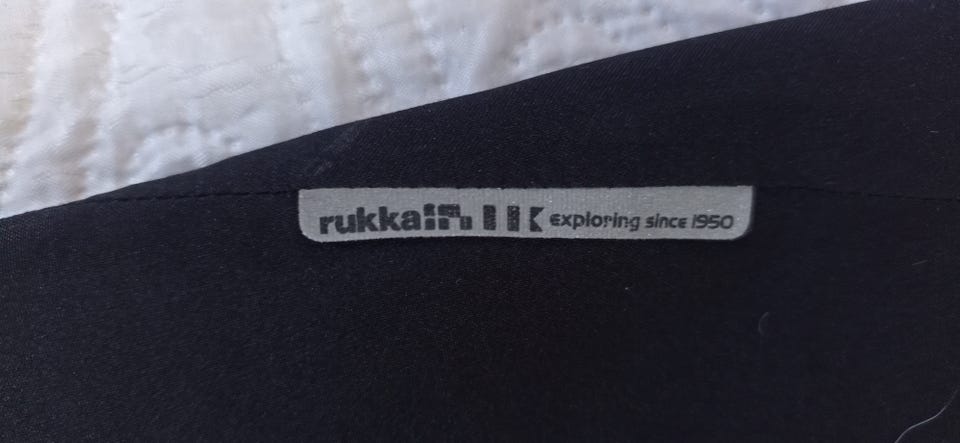 rukka exploring since 1950